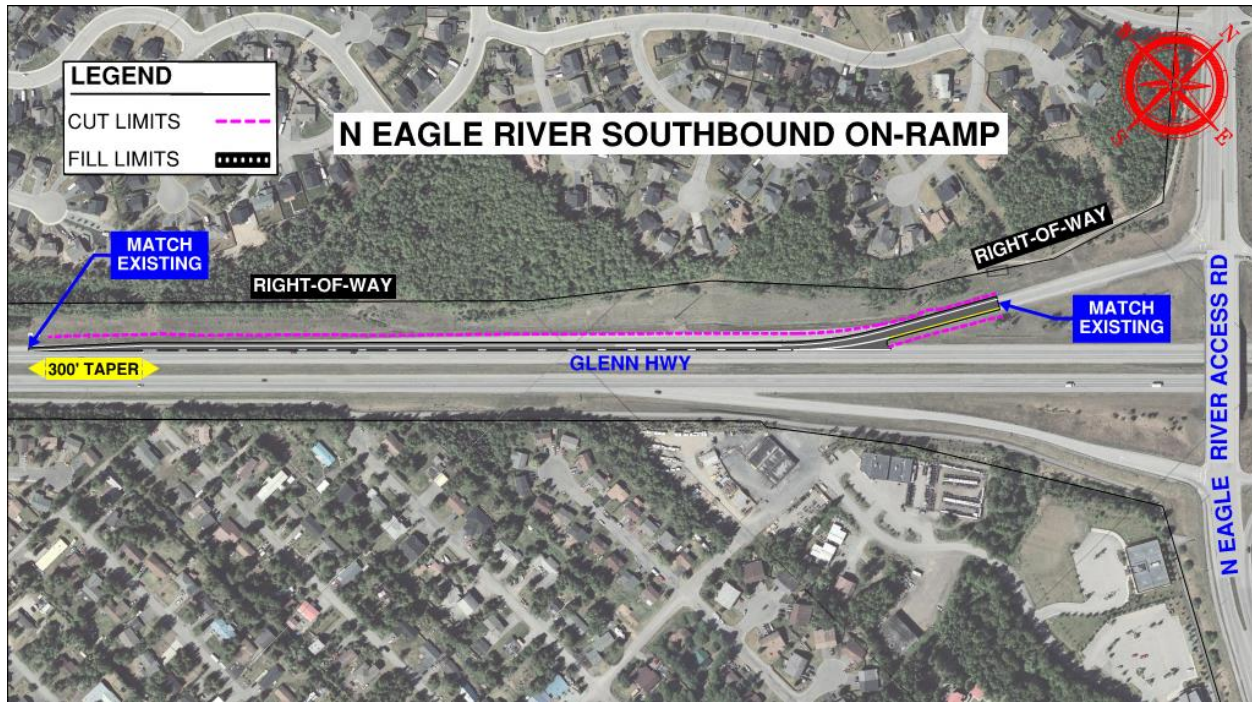 LEGEND
CUT LIMITS
FILL LIMITS
N EAGLE RIVER SOUTHBOUND ON-RAMP
N
E
S
W
MATCH
EXISTING
RIGHT-OF-WAY
RIGHT-OF-WAY
MATCH
EXISTING
300' TAPER
GLENN HWY
N EAGLE RIVER ACCESS RD